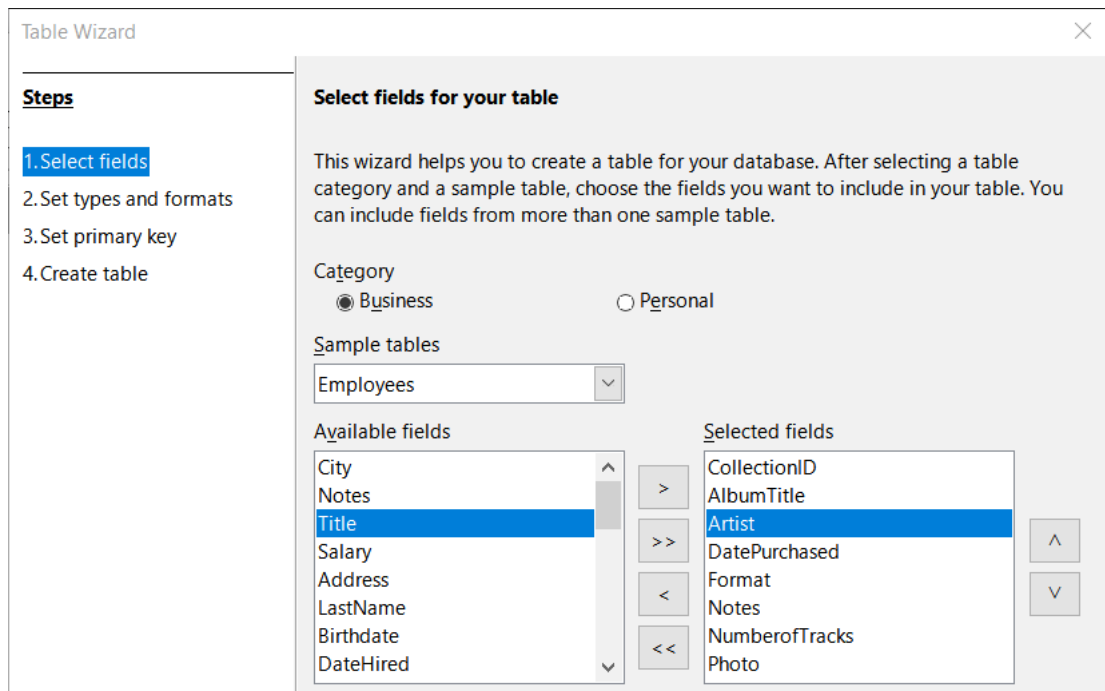 Table Wizard
Steps
1.Select fields
2.Set types and formats
3.Set primary key
4.Create table
Select fields for your table
This wizard helps you to create a table for your database. After selecting a table
category and a sample table, choose the fields you want to include in your table. You
can include fields from more than one sample table.
Category
Business
Personal
Sample tables
Employees
Available fields
City
Notes
Title
Salary
Address
LastName
Birthdate
DateHired
>
>>
<
<<
Selected fields
CollectionID
AlbumTitle
Artist
DatePurchased
Format
Notes
NumberofTracks
Photo